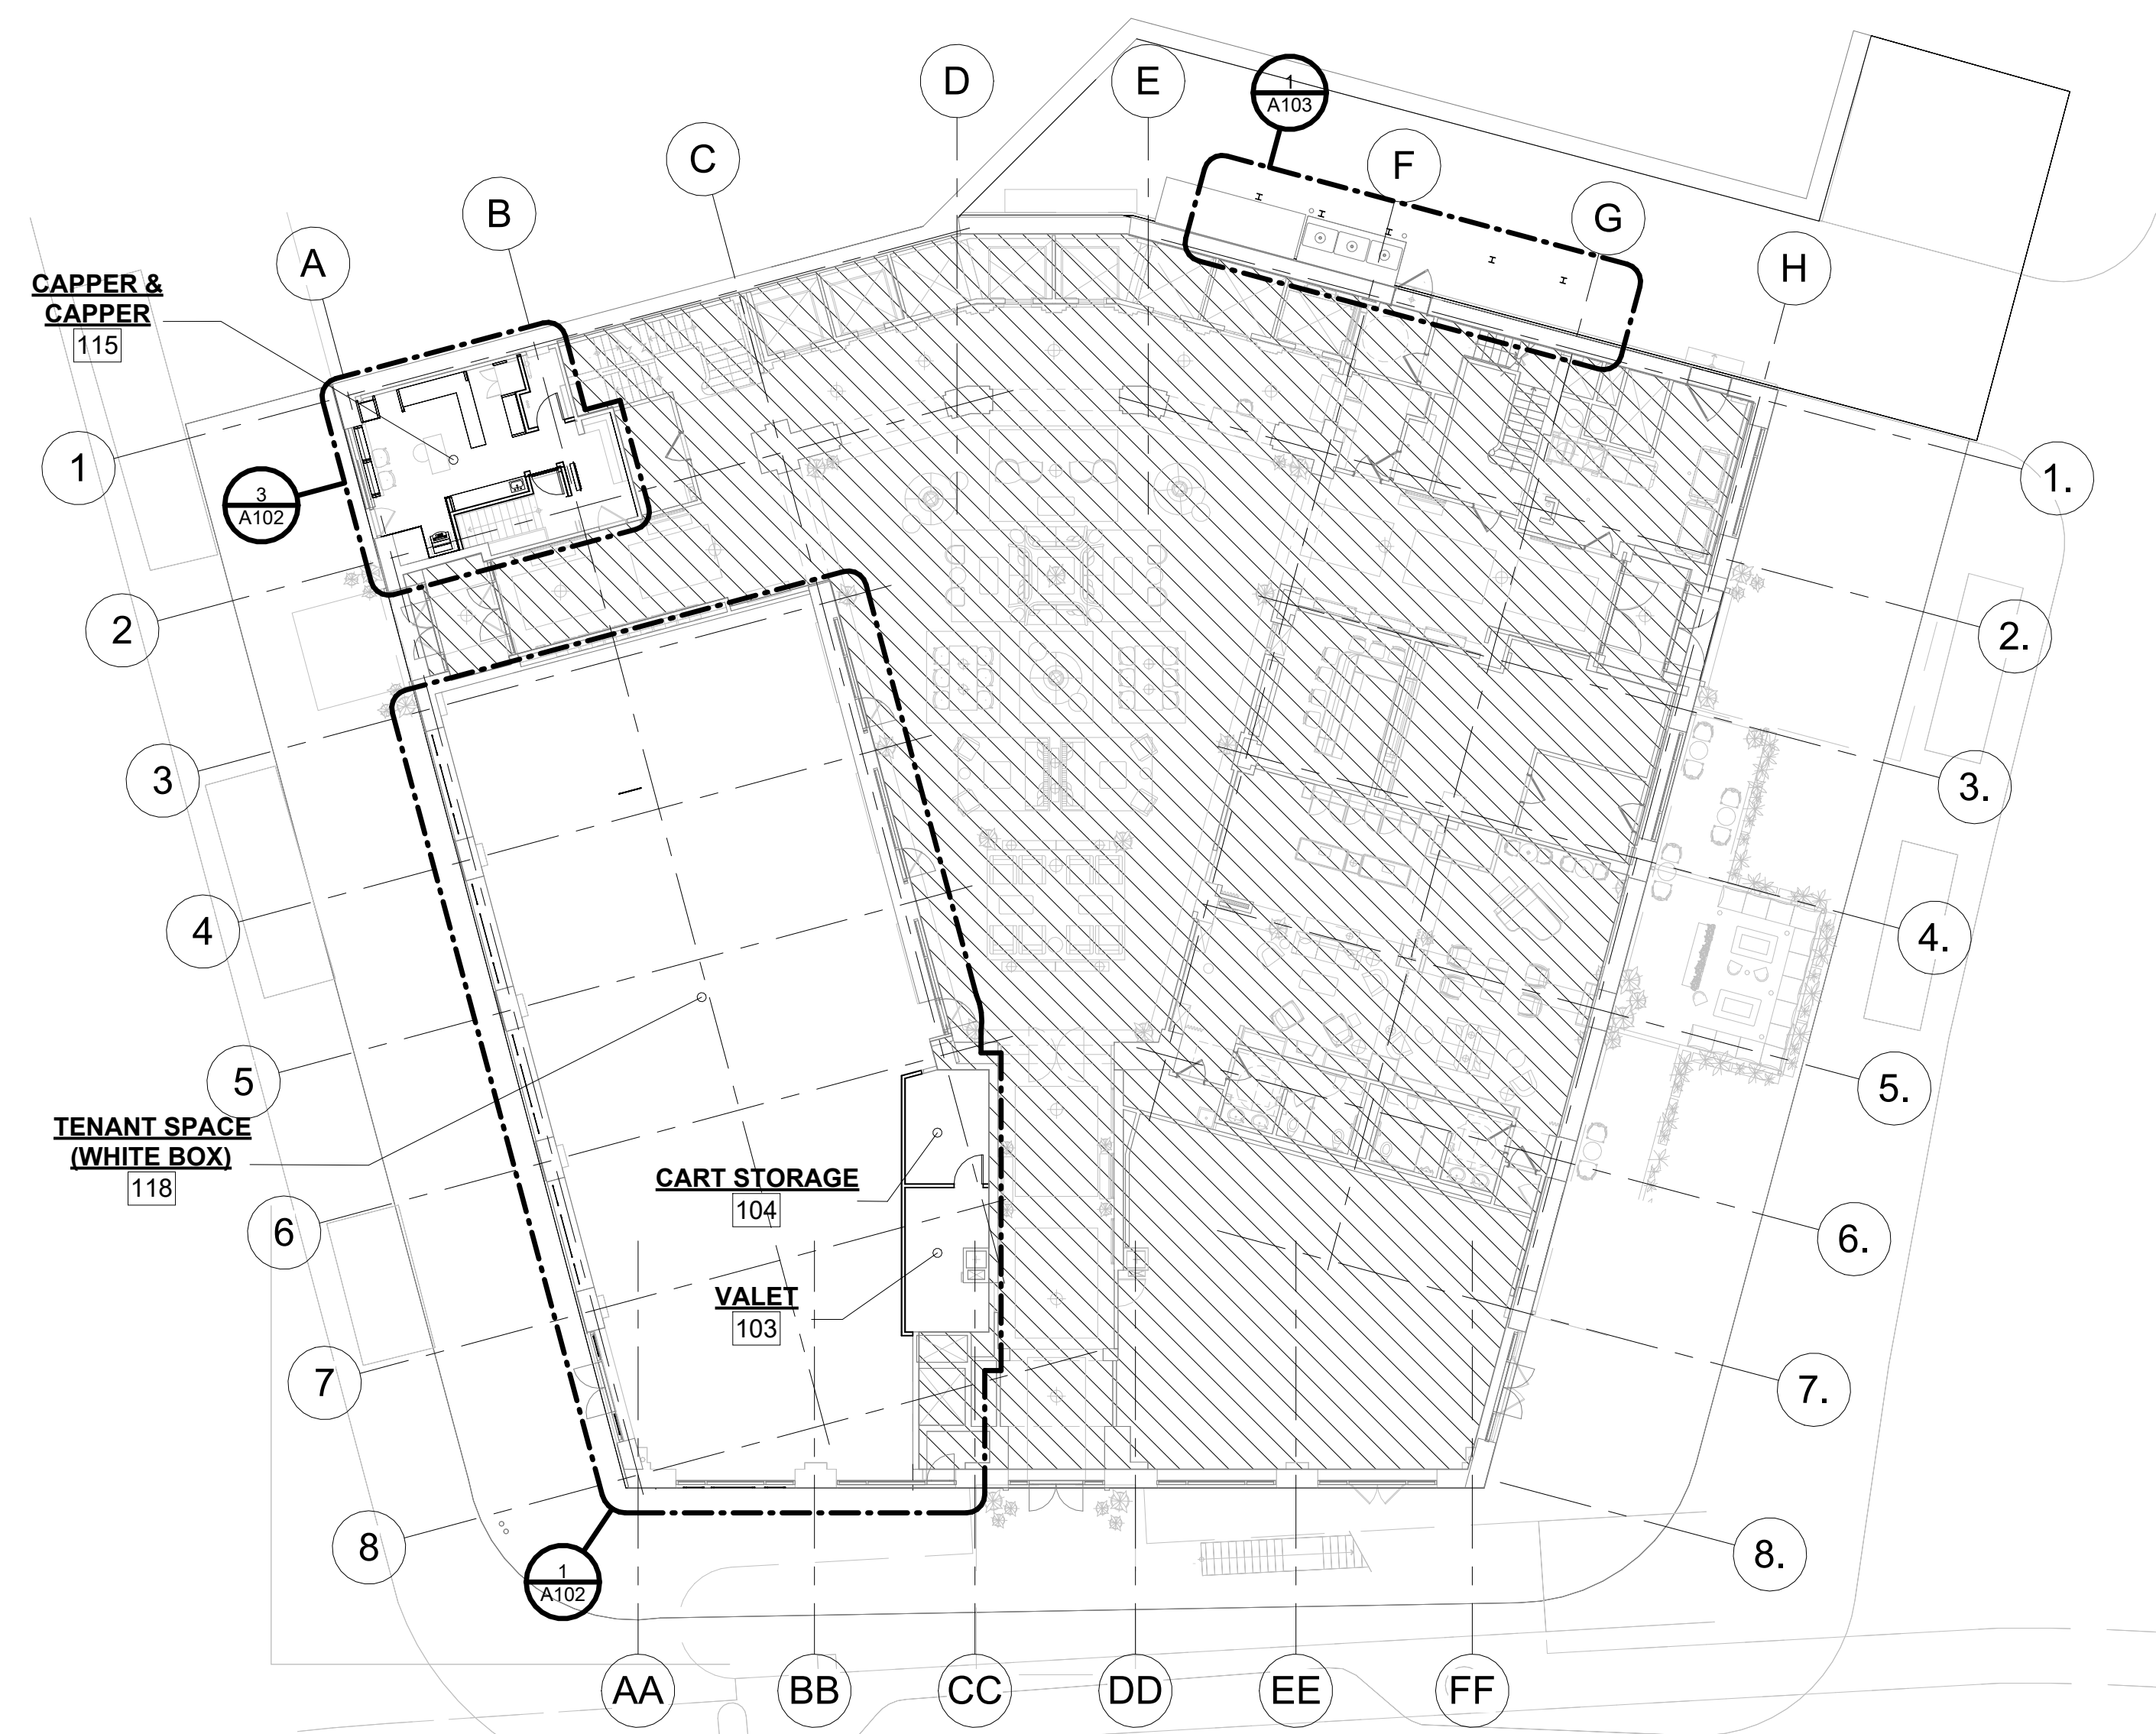 D
E
1
A103
C
F
B
G
A
H
CAPPER &
CAPPER
115
1
1.
3
A102
2
2.
3
3.
4
4.
5
5.
TENANT SPACE
(WHITE BOX)
118
CART STORAGE
104
6
6.
VALET
103
7
7.
8
8.
1
A102
AA
BB
CC
DD
EE
FF